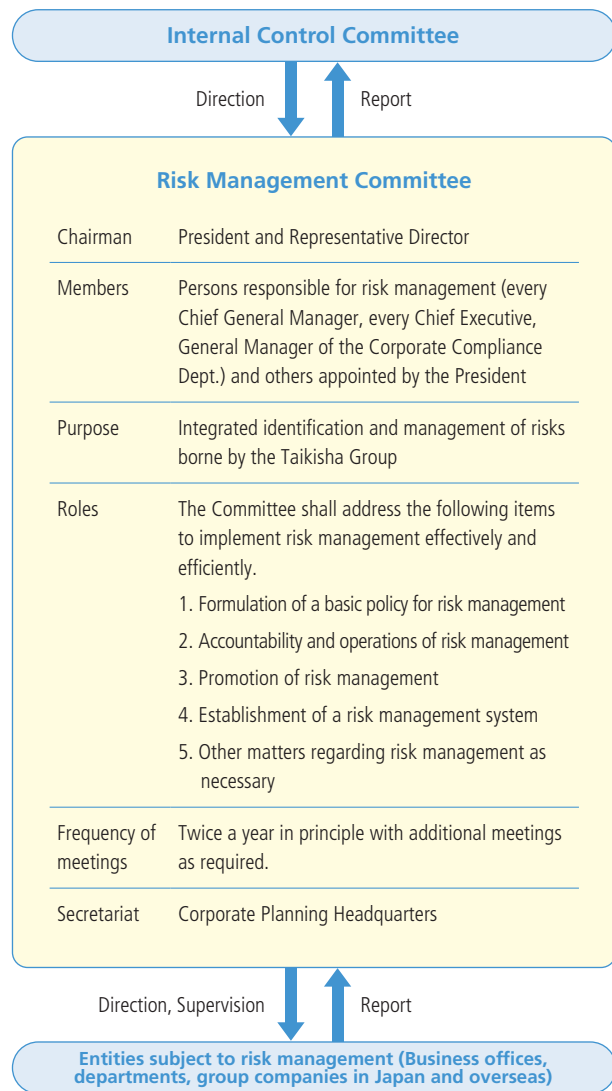 Internal Control Committee
Direction
Report
Risk Management Committee
Chairman
President and Representative Director
Members
Persons responsible for risk management (every
Chief General Manager, every Chief Executive,
General Manager of the Corporate Compliance
Dept.) and others appointed by the President
Purpose
Integrated identification and management of risks
borne by the Taikisha Group
Roles
The Committee shall address the following items
to implement risk management effectively and
efficiently.
1. Formulation of a basic policy for risk management
2. Accountability and operations of risk management
3. Promotion of risk management
4. Establishment of a risk management system
5. Other matters regarding risk management as
necessary
Frequency of
meetings
Twice a year in principle with additional meetings
as required.
Secretariat
Corporate Planning Headquarters
Direction, Supervision
Report
Entities subject to risk management (Business offices,
departments, group companies in Japan and overseas)